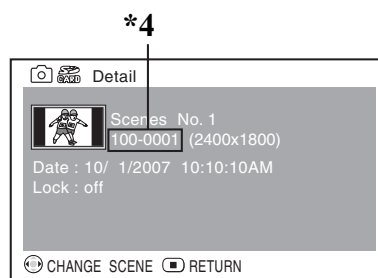 *4
CARD Detail
Scenes No. 1
100-0001 (2400x1800)
Date : 10/ 1/2007 10:10:10AM
Lock : off
CHANGE SCENE RETURN